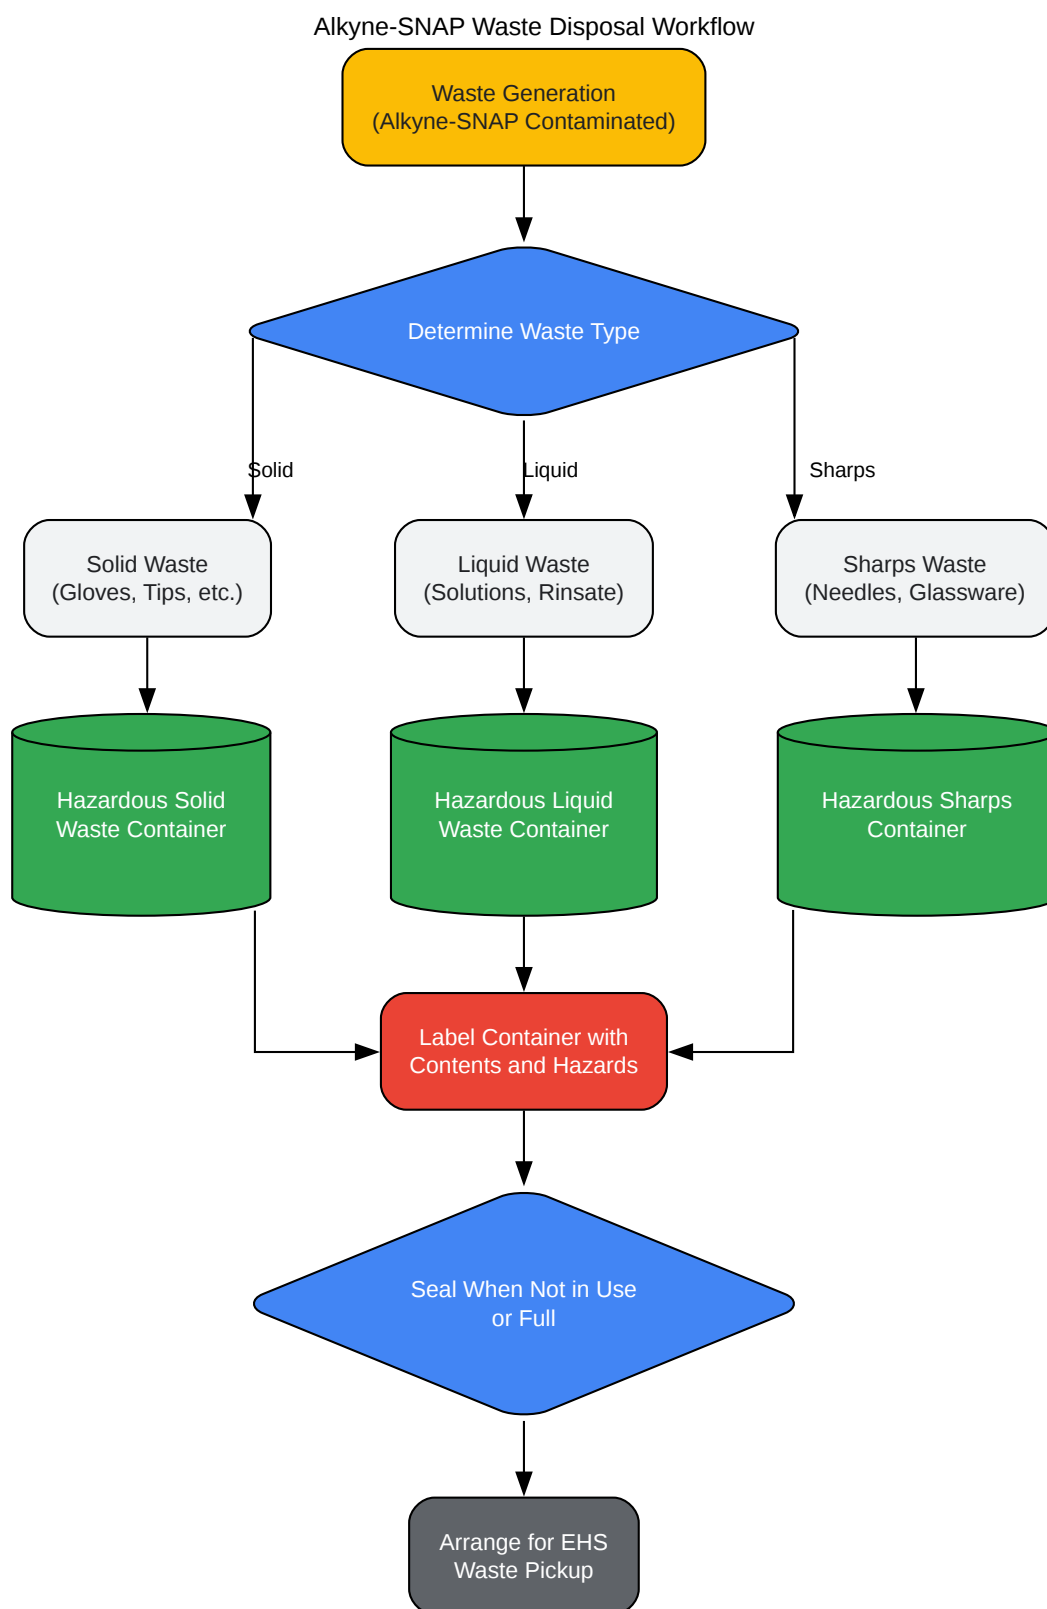 Alkyne-SNAP Waste Disposal Workflow
Waste Generation
(Alkyne-SNAP Contaminated)
Determine Waste Type
Solid
Liquid
Sharps
Solid Waste
(Gloves, Tips, etc.)
Liquid Waste
(Solutions, Rinsate)
Sharps Waste
(Needles, Glassware)
Hazardous Solid
Waste Container
Hazardous Liquid
Waste Container
Hazardous Sharps
Container
Label Container with
Contents and Hazards
Seal When Not in Use
or Full
Arrange for EHS
Waste Pickup